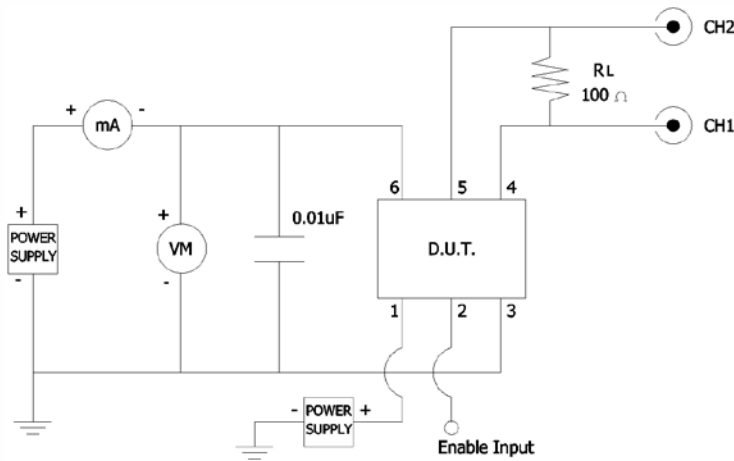 CH2
RL
100 Ω
CH1
+ mA -
6 5 4
0.01uF
+
POWER
SUPPLY
-
+
VM
-
D.U.T.
1 2 3
- POWER
SUPPLY +
Enable Input